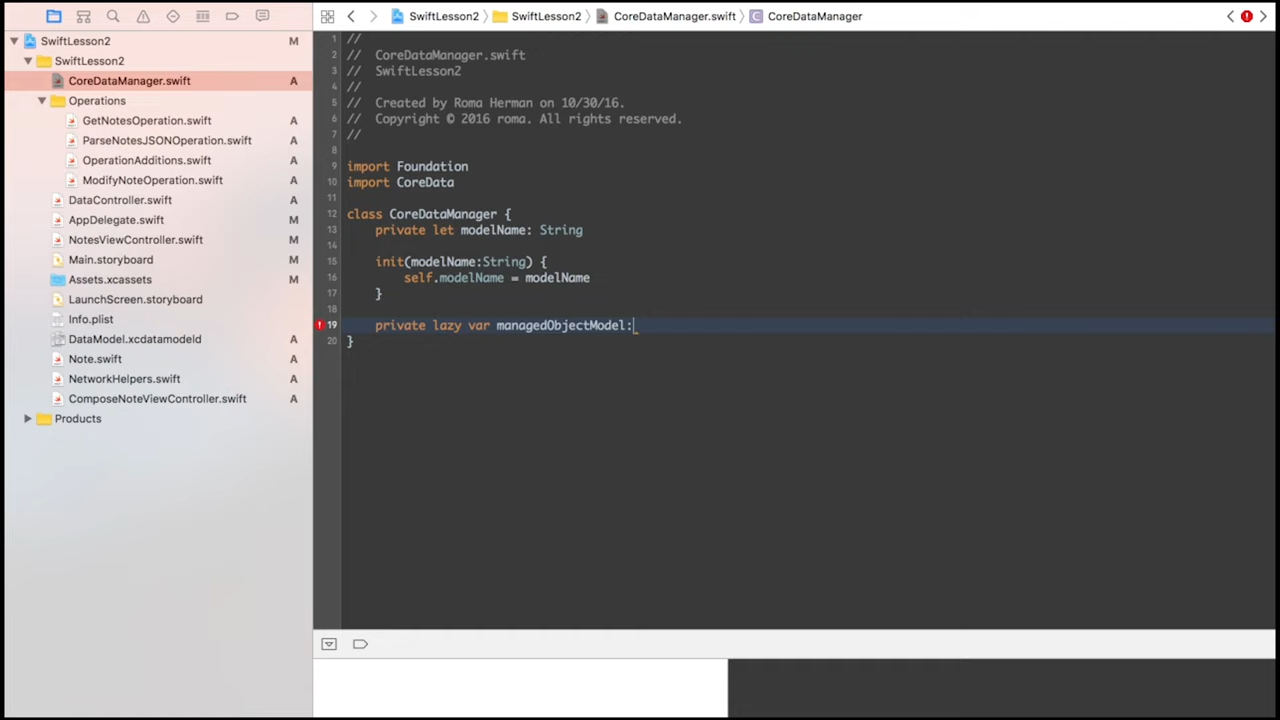 SwiftLesson2 SwiftLesson2 CoreDataManager.swift C CoreDataManager
SwiftLesson2 M
SwiftLesson2
CoreDataManager.swift A
Operations
GetNotesOperation.swift A
ParseNotesJSONOperation.swift A
OperationAdditions.swift A
ModifyNoteOperation.swift A
DataController.swift A
AppDelegate.swift M
NotesViewController.swift M
Main.storyboard M
Assets.xcassets M
LaunchScreen.storyboard
Info.plist
DataModel.xcdatamodeld A
Note.swift A
NetworkHelpers.swift A
ComposeNoteViewController.swift A
Products
1 //
2 // CoreDataManager.swift
3 // SwiftLesson2
4 //
5 // Created by Roma Herman on 10/30/16.
6 // Copyright © 2016 roma. All rights reserved.
7 //
8
9 import Foundation
10 import CoreData
11
12 class CoreDataManager {
13 private let modelName: String
14
15 init(modelName:String) {
16 self.modelName = modelName
17 }
18
19 private lazy var managedObjectModel:
20 }